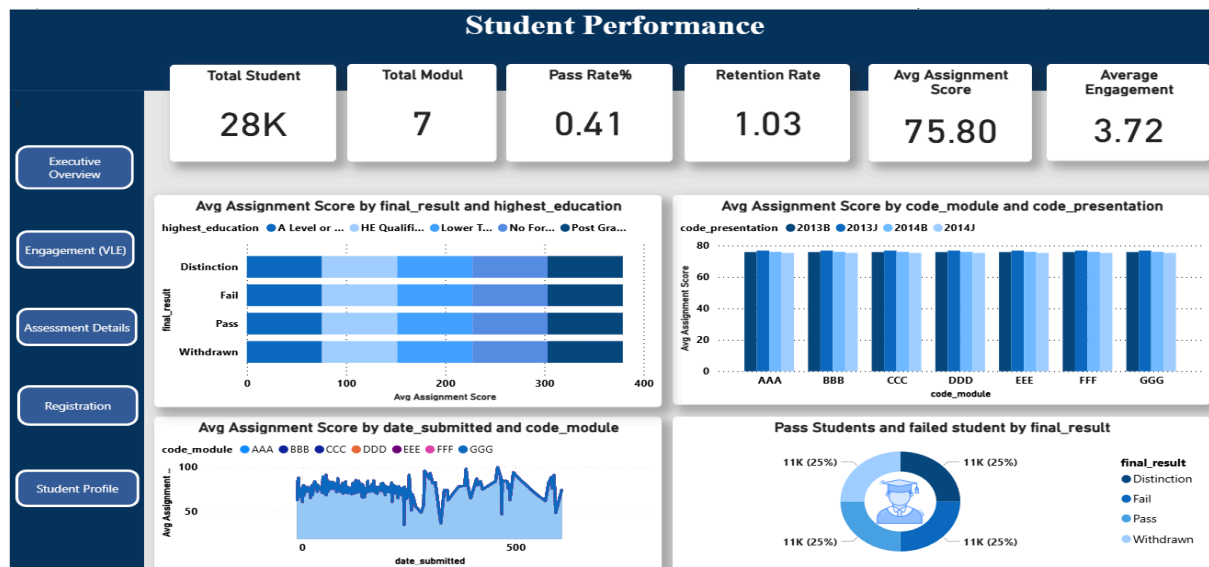 Student Performance
Total Student
28K
Total Modul
7
Pass Rate%
0.41
Retention Rate
1.03
Avg Assignment
Score
75.80
Average
Engagement
3.72
Executive
Overview
Engagement (VLE)
Assessment Details
Registration
Student Profile
Avg Assignment Score by final_result and highest_education
highest_education A Level or ... HE Qualifi... Lower T... No For... Post Gra...
final_result
Distinction
Fail
Pass
Withdrawn
0 100 200 300 400
Avg Assignment Score
Avg Assignment Score by code_module and code_presentation
code_presentation 2013B 2013J 2014B 2014J
Avg Assignment Score
80
60
40
20
0
AAA BBB CCC DDD EEE FFF GGG
code_module
Avg Assignment Score by date_submitted and code_module
code_module AAA BBB CCC DDD EEE FFF GGG
Avg Assignment ...
100
50
0 500
date_submitted
Pass Students and failed student by final_result
11K (25%) 11K (25%)
11K (25%) 11K (25%)
final_result
Distinction
Fail
Pass
Withdrawn